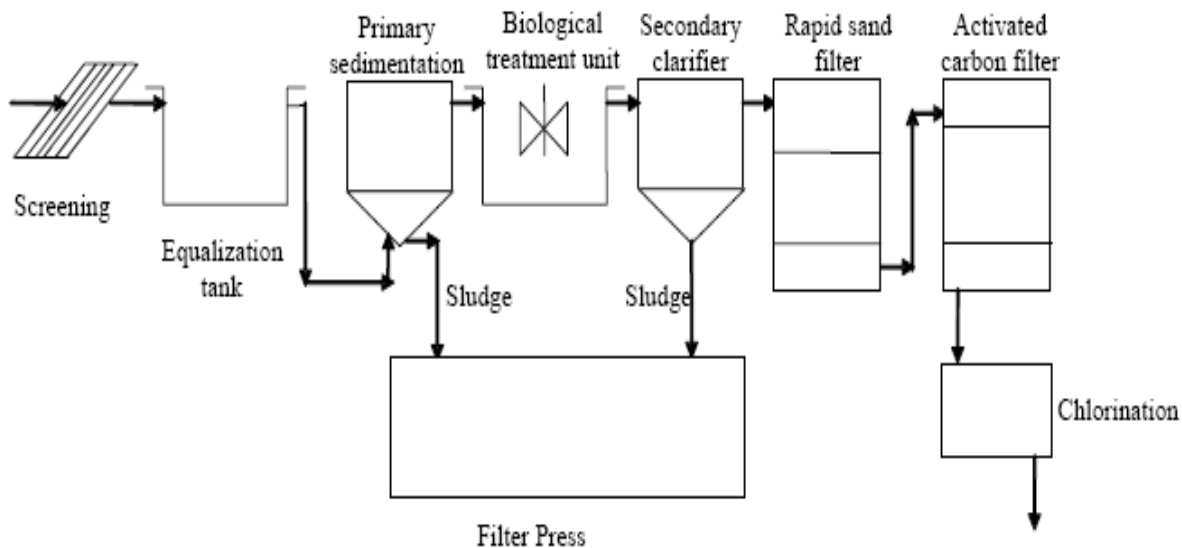 Primary
sedimentation
Biological
treatment unit
Secondary
clarifier
Rapid sand
filter
Activated
carbon filter
Screening
Equalization
tank
Sludge
Sludge
Chlorination
Filter Press